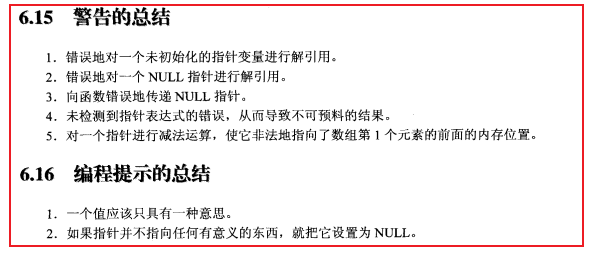 6.15 警告的总结
1. 错误地对一个未初始化的指针变量进行解引用。
2. 错误地对一个 NULL 指针进行解引用。
3. 向函数错误地传递 NULL 指针。
4. 未检测到指针表达式的错误，从而导致不可预料的结果。
5. 对一个指针进行减法运算，使它非法地指向了数组第 1 个元素的前面的内存位置。
6.16 编程提示的总结
1. 一个值应该只具有一种意思。
2. 如果指针并不指向任何有意义的东西，就把它设置为 NULL。